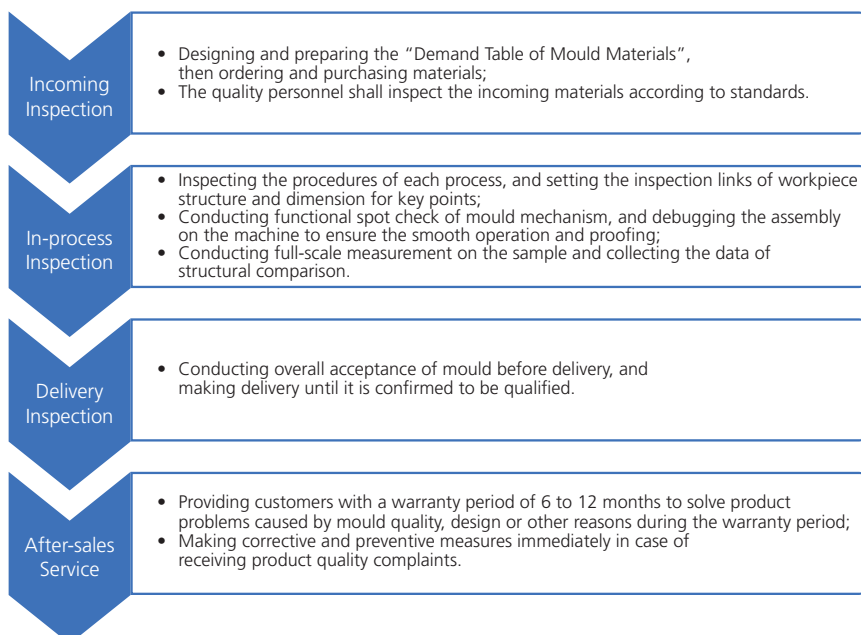 Incoming
Inspection
• Designing and preparing the “Demand Table of Mould Materials”,
then ordering and purchasing materials;
• The quality personnel shall inspect the incoming materials according to standards.
In-process
Inspection
• Inspecting the procedures of each process, and setting the inspection links of workpiece
structure and dimension for key points;
• Conducting functional spot check of mould mechanism, and debugging the assembly
on the machine to ensure the smooth operation and proofing;
• Conducting full-scale measurement on the sample and collecting the data of
structural comparison.
Delivery
Inspection
• Conducting overall acceptance of mould before delivery, and
making delivery until it is confirmed to be qualified.
After-sales
Service
• Providing customers with a warranty period of 6 to 12 months to solve product
problems caused by mould quality, design or other reasons during the warranty period;
• Making corrective and preventive measures immediately in case of
receiving product quality complaints.